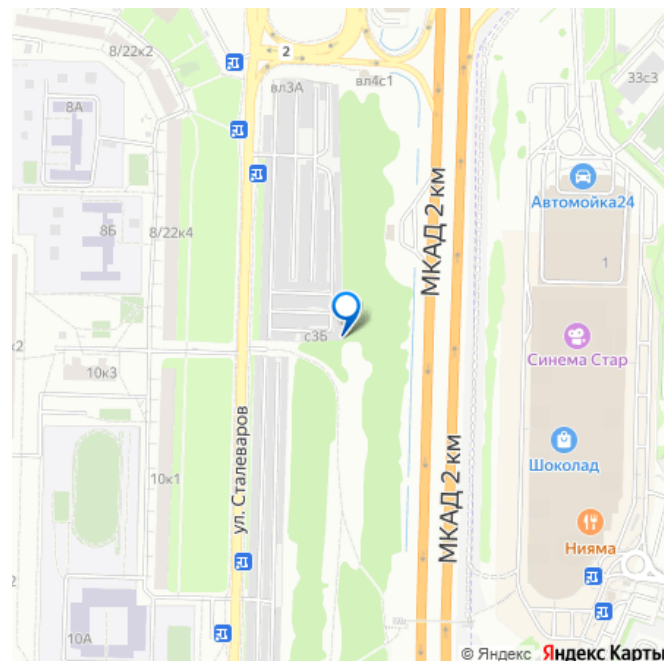 8/22к2
2
вл3А
вл4с1
33с3
8А
МКАД 2 км
Автомойка24
8Б
8/22к4
1
с3Б
Синема Стар
к2
10к3
ул. Сталеваров
МКАД 2 км
Шоколад
10к1
Нияма
2
10А
© Яндекс Яндекс Карты